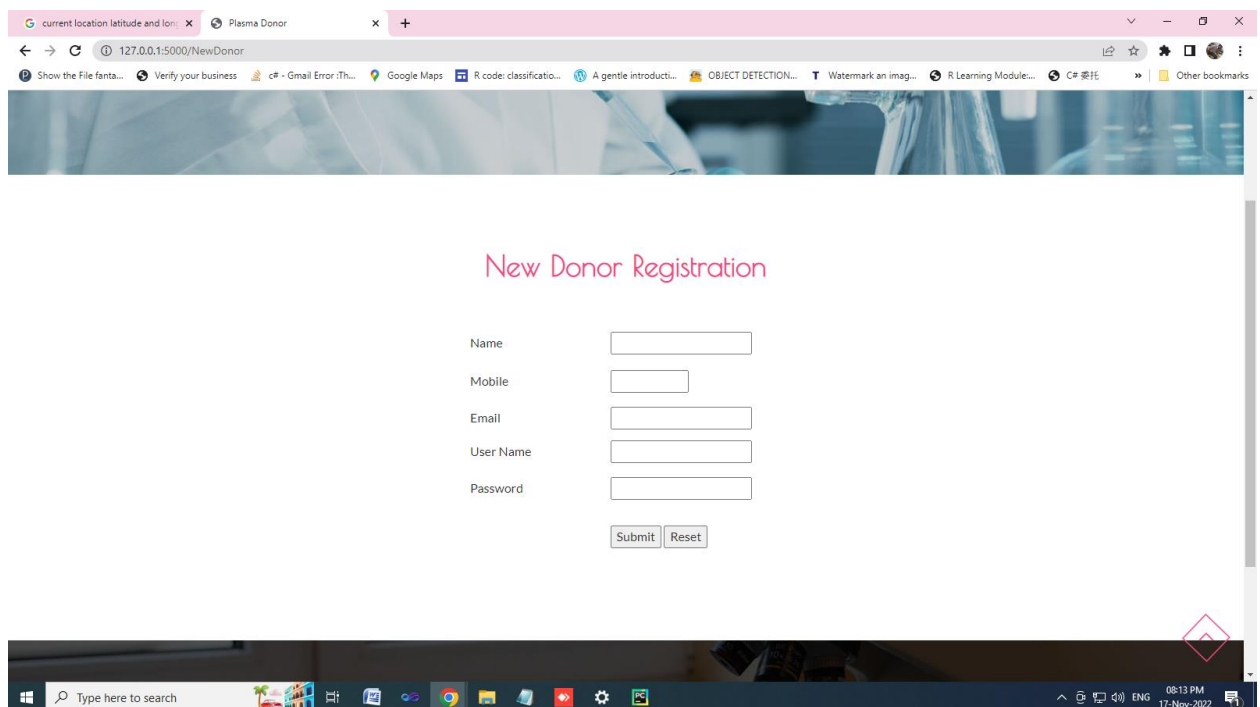 current location latitude and long
Plasma Donor
127.0.0.1:5000/NewDonor
Show the File fanta...
Verify your business
c# - Gmail Error :Th...
Google Maps
R code: classificatio...
A gentle introducti...
OBJECT DETECTION...
Watermark an imag...
R Learning Module:...
C# 委托
»
Other bookmarks
New Donor Registration
Name
Mobile
Email
User Name
Password
Submit Reset
Type here to search
ENG
08:13 PM
17-Nov-2022